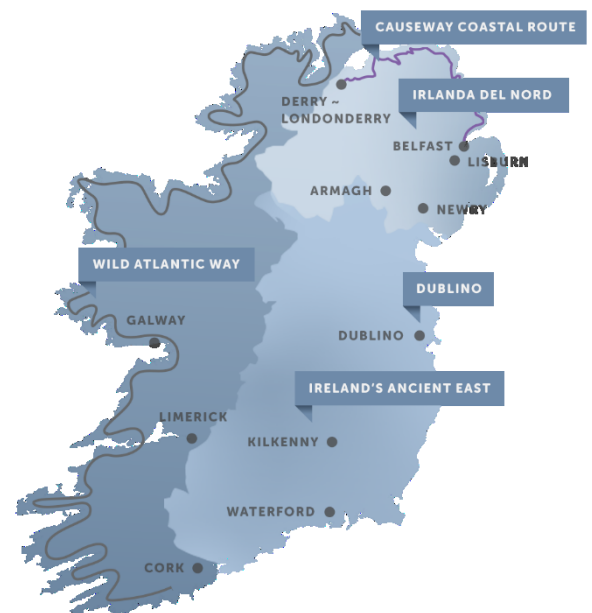 CAUSEWAY COASTAL ROUTE
IRLANDA DEL NORD
DERRY ~
LONDONDERRY
BELFAST
LISBURN
ARMAGH
NEWRY
WILD ATLANTIC WAY
DUBLINO
GALWAY
DUBLINO
IRELAND'S ANCIENT EAST
LIMERICK
KILKENNY
WATERFORD
CORK